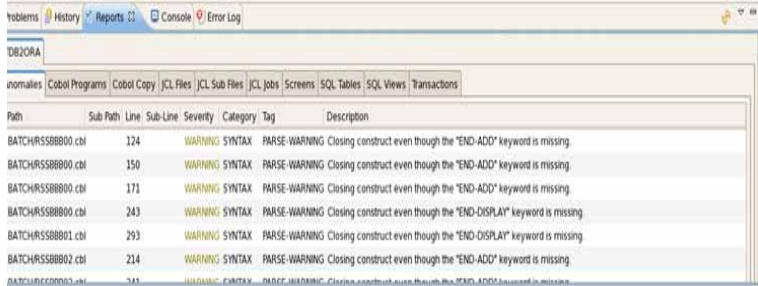 roblems History Reports Console Error Log
DB2ORA
nomalies Cobol Programs Cobol Copy JCL Files JCL Sub Files JCL Jobs Screens SQL Tables SQL Views Transactions
Path Sub Path Line Sub-Line Severity Category Tag Description
BATCH/RSSBBB00.cbl 124 WARNING SYNTAX PARSE-WARNING Closing construct even though the "END-ADD" keyword is missing.
BATCH/RSSBBB00.cbl 150 WARNING SYNTAX PARSE-WARNING Closing construct even though the "END-ADD" keyword is missing.
BATCH/RSSBBB00.cbl 171 WARNING SYNTAX PARSE-WARNING Closing construct even though the "END-ADD" keyword is missing.
BATCH/RSSBBB00.cbl 243 WARNING SYNTAX PARSE-WARNING Closing construct even though the "END-DISPLAY" keyword is missing.
BATCH/RSSBBB01.cbl 293 WARNING SYNTAX PARSE-WARNING Closing construct even though the "END-DISPLAY" keyword is missing.
BATCH/RSSBBB02.cbl 214 WARNING SYNTAX PARSE-WARNING Closing construct even though the "END-ADD" keyword is missing.